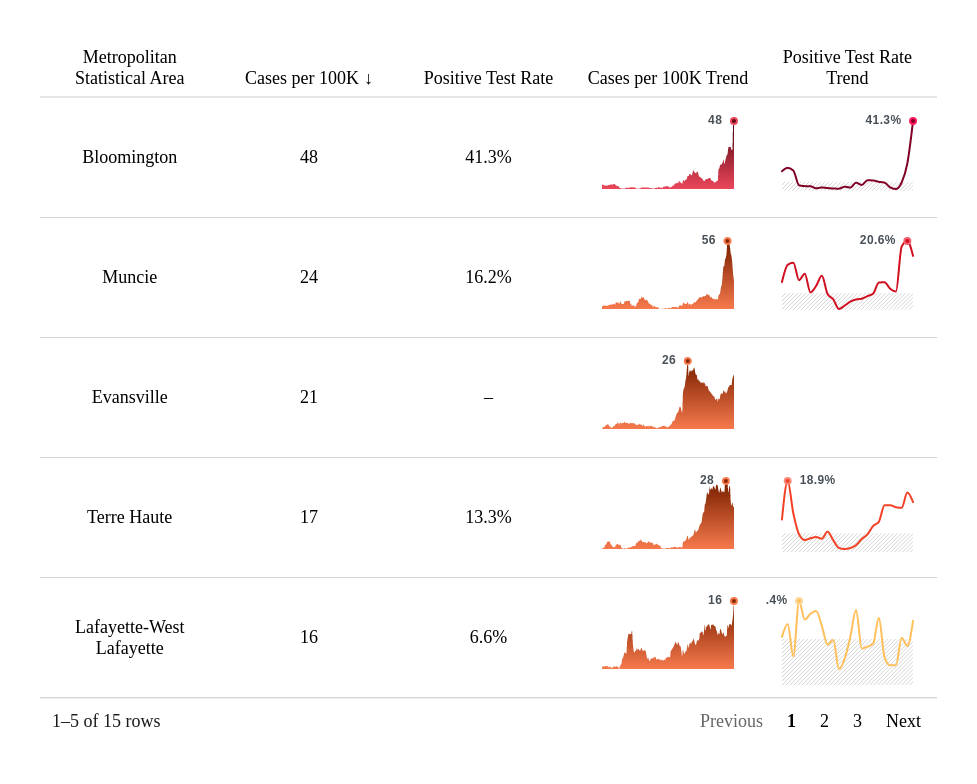 Metropolitan
Statistical Area
Cases per 100K ↓
Positive Test Rate
Cases per 100K Trend
Positive Test Rate
Trend
Bloomington
48
41.3%
48
41.3%
Muncie
24
16.2%
56
20.6%
Evansville
21
–
26
Terre Haute
17
13.3%
28
18.9%
Lafayette-West
Lafayette
16
6.6%
16
.4%
1–5 of 15 rows
Previous 1 2 3 Next